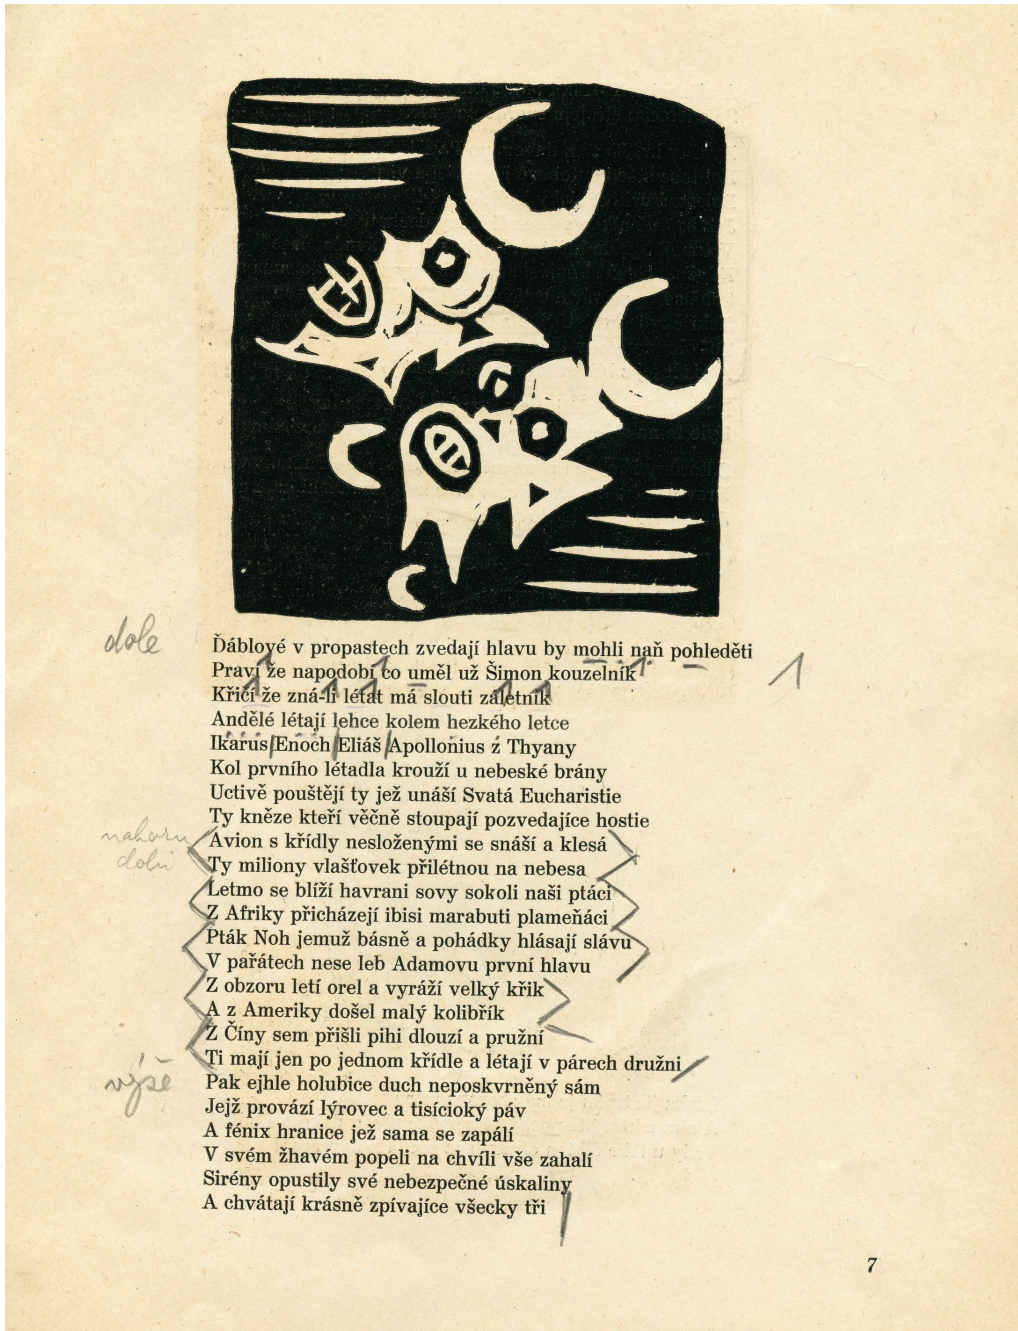 dole
Ďáblové v propastech zvedají hlavu by mohli naň pohleděti
Praví že napodobí co uměl už Šimon kouzelník
Křičí že zná-li létat má slouti záletník
Andělé létají lehce kolem hezkého letce
Ikarus Enoch Eliáš Apollonius z Thyany
Kol prvního létadla krouží u nebeské brány
Uctivě pouštějí ty jež unáší Svatá Eucharistie
Ty kněze kteří věčně stoupají pozvedajíce hostie
nahoru
dolů
Avion s křídly nesloženými se snáší a klesá
Ty miliony vlašťovek přilétnou na nebesa
Letmo se blíží havrani sovy sokoli naši ptáci
Z Afriky přicházejí ibisi marabuti plameňáci
Pták Noh jemuž básně a pohádky hlásají slávu
V pařátech nese leb Adamovu první hlavu
Z obzoru letí orel a vyráží velký křik
A z Ameriky došel malý kolibřík
Z Číny sem přišli pihi dlouzí a pružní
Ti mají jen po jednom křídle a létají v párech družni
výše
Pak ejhle holubice duch neposkvrněný sám
Jejž provází lýrovec a tisícioký páv
A fénix hranice jež sama se zapálí
V svém žhavém popeli na chvíli vše zahalí
Sirény opustily své nebezpečné úskaliny
A chvátají krásně zpívajíce všecky tři
7